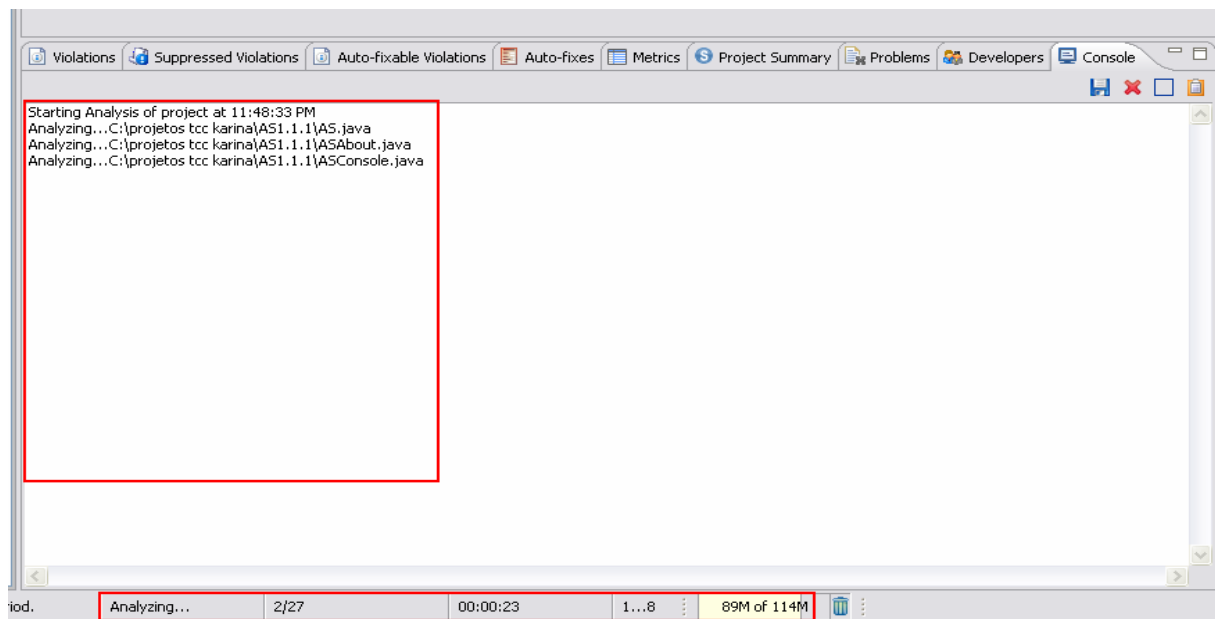 Violations Suppressed Violations Auto-fixable Violations Auto-fixes Metrics Project Summary Problems Developers Console
Starting Analysis of project at 11:48:33 PM
Analyzing...C:\projetos tcc karina\AS1.1.1\AS.java
Analyzing...C:\projetos tcc karina\AS1.1.1\ASAbout.java
Analyzing...C:\projetos tcc karina\AS1.1.1\ASConsole.java
iod. Analyzing... 2/27 00:00:23 1...8 89M of 114M